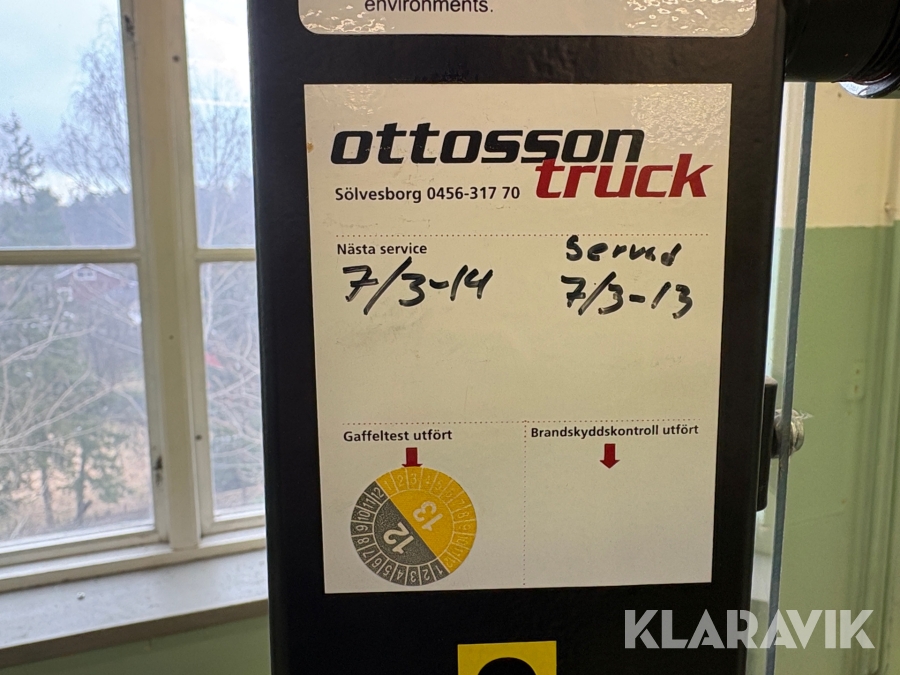 environments.
ottosson
truck
Sölvesborg 0456-317 70
Nästa service
7/3-14
Servad
7/3-13
Gaffeltest utfört
Brandskyddskontroll utfört
13
12
KLARAVIK